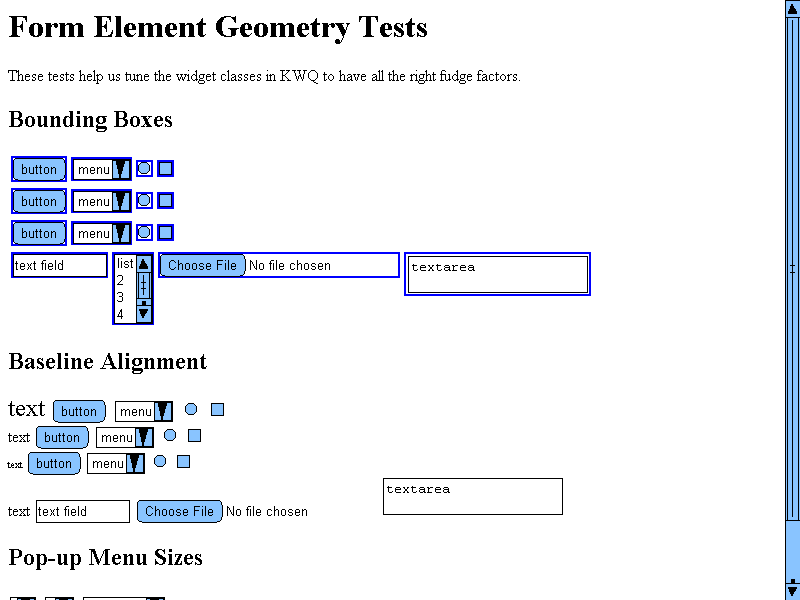 Form Element Geometry Tests
These tests help us tune the widget classes in KWQ to have all the right fudge factors.
Bounding Boxes
button menu
button menu
button menu
text field list 2 3 4 Choose File No file chosen textarea
Baseline Alignment
text button menu
text button menu
text button menu
text text field Choose File No file chosen textarea
Pop-up Menu Sizes